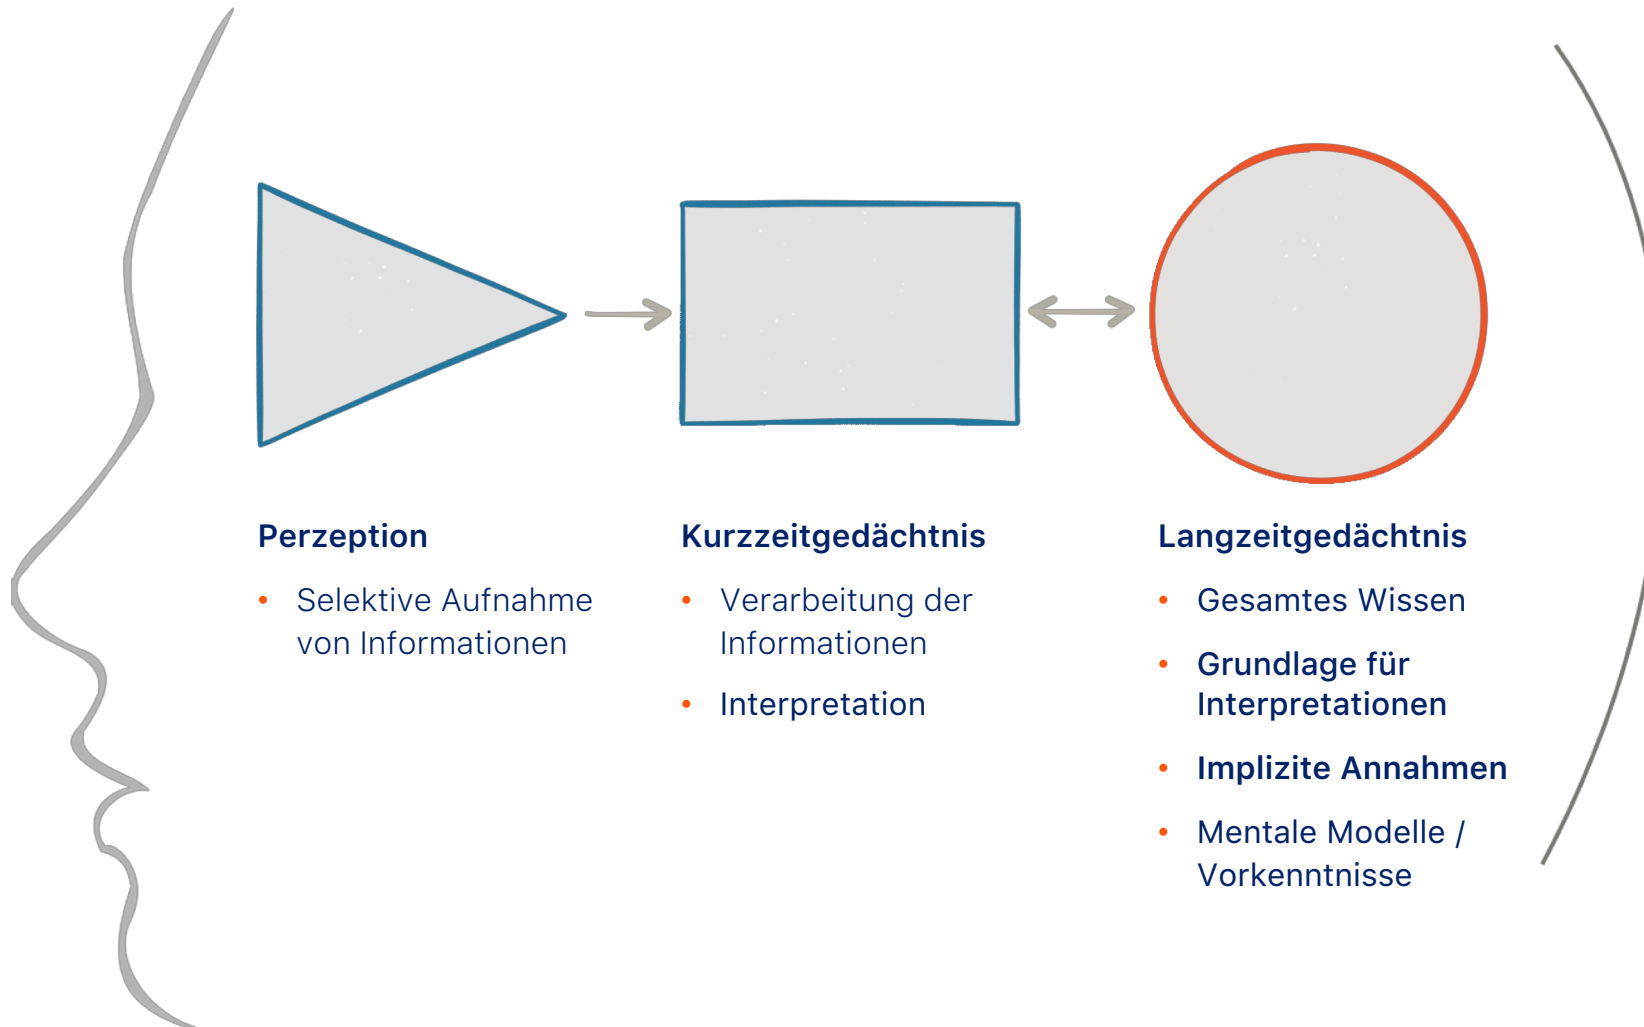 Perzeption
• Selektive Aufnahme
von Informationen
Kurzzeitgedächtnis
• Verarbeitung der
Informationen
• Interpretation
Langzeitgedächtnis
• Gesamtes Wissen
• Grundlage für
Interpretationen
• Implizite Annahmen
• Mentale Modelle /
Vorkenntnisse